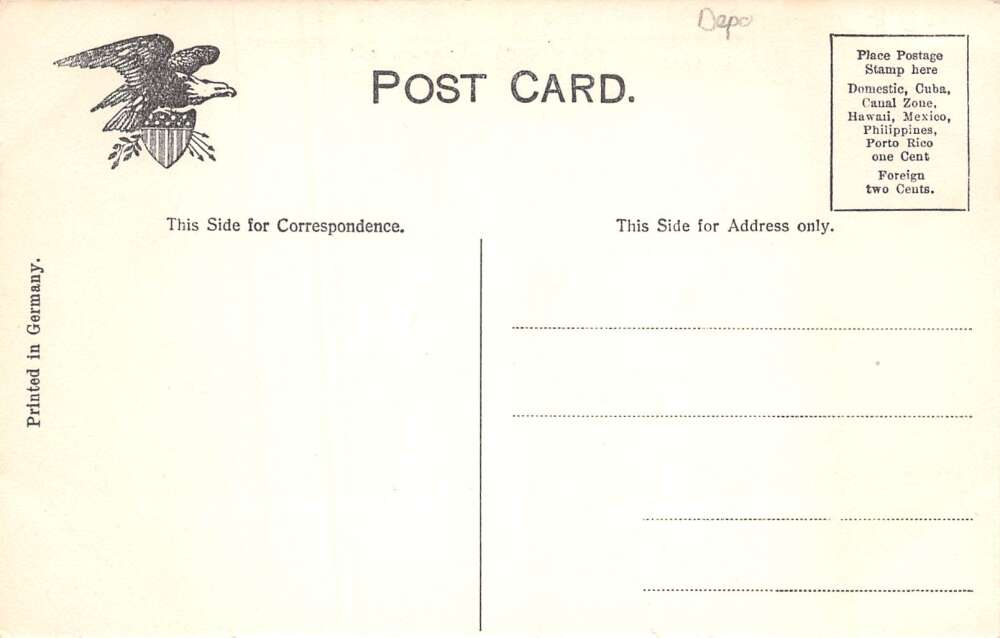 Depo
POST CARD.
Place Postage
Stamp here
Domestic, Cuba,
Canal Zone,
Hawaii, Mexico,
Philippines,
Porto Rico
one Cent
Foreign
two Cents.
This Side for Correspondence.
This Side for Address only.
Printed in Germany.